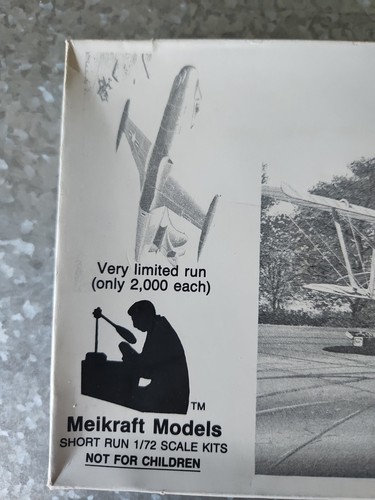 Very limited run
(only 2,000 each)
TM
Meikraft Models
SHORT RUN 1/72 SCALE KITS
NOT FOR CHILDREN